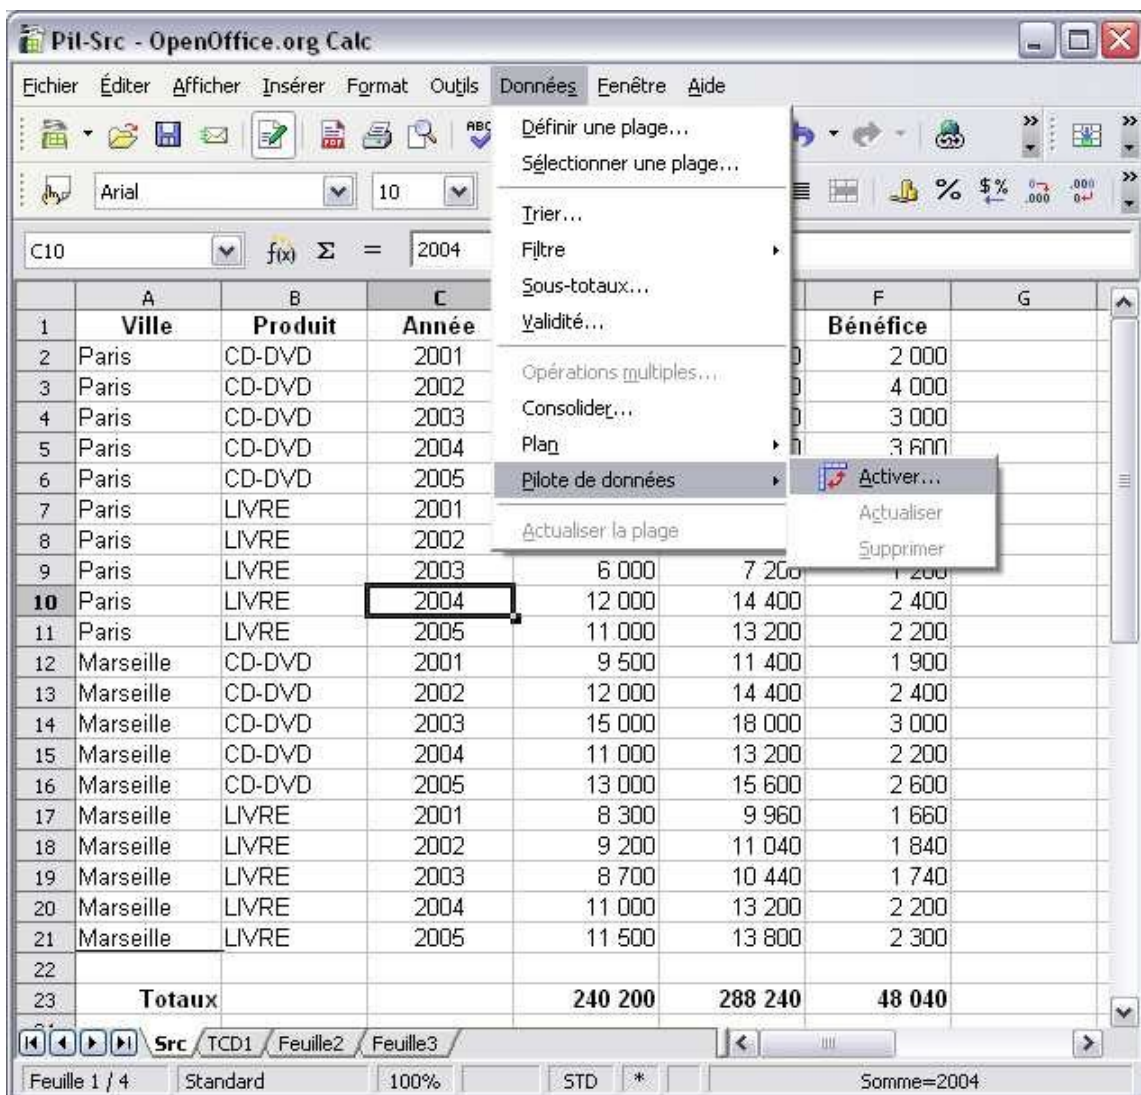 Pil-Src - OpenOffice.org Calc
Fichier Éditer Afficher Insérer Format Outils Données Fenêtre Aide
Définir une plage...
Sélectionner une plage...
Trier...
Filtre
Sous-totaux...
Validité...
Opérations multiples...
Consolider...
Plan
Pilote de données
Actualiser la plage
Activer...
Actualiser
Supprimer
ABC
Arial 10 % $% .000 .000
C10 f(x) Σ = 2004
A B C F G
1 Ville Produit Année Bénéfice
2 Paris CD-DVD 2001 2 000
3 Paris CD-DVD 2002 4 000
4 Paris CD-DVD 2003 3 000
5 Paris CD-DVD 2004 3 600
6 Paris CD-DVD 2005
7 Paris LIVRE 2001
8 Paris LIVRE 2002
9 Paris LIVRE 2003 6 000 7 200 1 200
10 Paris LIVRE 2004 12 000 14 400 2 400
11 Paris LIVRE 2005 11 000 13 200 2 200
12 Marseille CD-DVD 2001 9 500 11 400 1 900
13 Marseille CD-DVD 2002 12 000 14 400 2 400
14 Marseille CD-DVD 2003 15 000 18 000 3 000
15 Marseille CD-DVD 2004 11 000 13 200 2 200
16 Marseille CD-DVD 2005 13 000 15 600 2 600
17 Marseille LIVRE 2001 8 300 9 960 1 660
18 Marseille LIVRE 2002 9 200 11 040 1 840
19 Marseille LIVRE 2003 8 700 10 440 1 740
20 Marseille LIVRE 2004 11 000 13 200 2 200
21 Marseille LIVRE 2005 11 500 13 800 2 300
22
23 Totaux 240 200 288 240 48 040
Src TCD1 Feuille2 Feuille3
Feuille 1 / 4 Standard 100% STD * Somme=2004